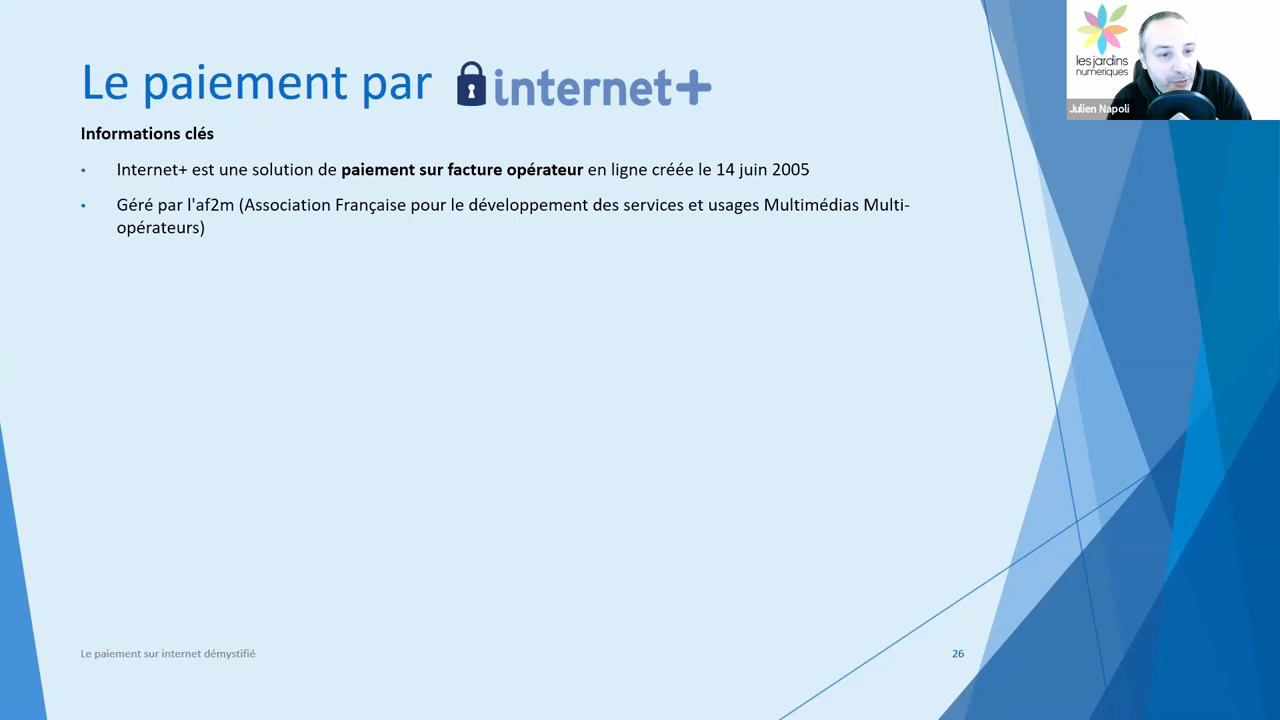 Le paiement par internet+
les jardins
numeriques
Julien Napoli
Informations clés
• Internet+ est une solution de paiement sur facture opérateur en ligne créée le 14 juin 2005
• Géré par l'af2m (Association Française pour le développement des services et usages Multimédias Multi-
opérateurs)
Le paiement sur internet démystifié
26